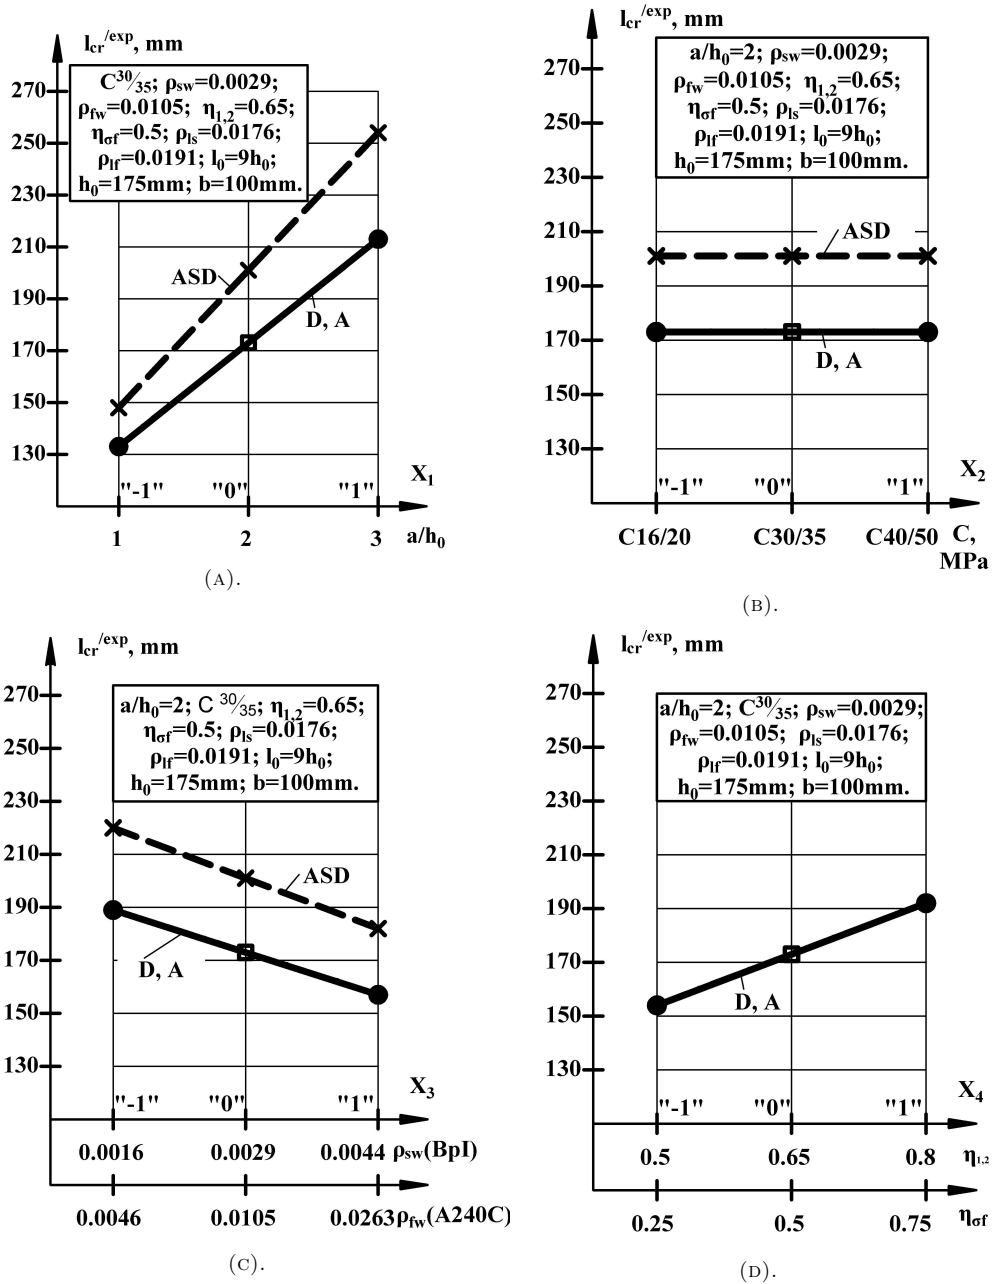 l_cr^/exp, mm
C30/35; ρsw=0.0029;
ρfw=0.0105; η1,2=0.65;
ησf=0.5; ρls=0.0176;
ρlf=0.0191; l0=9h0;
h0=175mm; b=100mm.
270
250
230
210
190
170
150
130
ASD
D, A
X1
"-1" "0" "1"
1 2 3 a/h0
(A).
l_cr^/exp, mm
a/h0=2; ρsw=0.0029;
ρfw=0.0105; η1,2=0.65;
ησf=0.5; ρls=0.0176;
ρlf=0.0191; l0=9h0;
h0=175mm; b=100mm.
270
250
230
210
190
170
150
130
ASD
D, A
X2
"-1" "0" "1"
C16/20 C30/35 C40/50 C,
MPa
(B).
l_cr^/exp, mm
a/h0=2; C 30/35; η1,2=0.65;
ησf=0.5; ρls=0.0176;
ρlf=0.0191; l0=9h0;
h0=175mm; b=100mm.
270
250
230
210
190
170
150
130
ASD
D, A
X3
"-1" "0" "1"
0.0016 0.0029 0.0044 ρsw(BpI)
0.0046 0.0105 0.0263 ρfw(A240C)
(C).
l_cr^/exp, mm
a/h0=2; C30/35; ρsw=0.0029;
ρfw=0.0105; ρls=0.0176;
ρlf=0.0191; l0=9h0;
h0=175mm; b=100mm.
270
250
230
210
190
170
150
130
D, A
X4
"-1" "0" "1"
0.5 0.65 0.8 η1,2
0.25 0.5 0.75 ησf
(D).